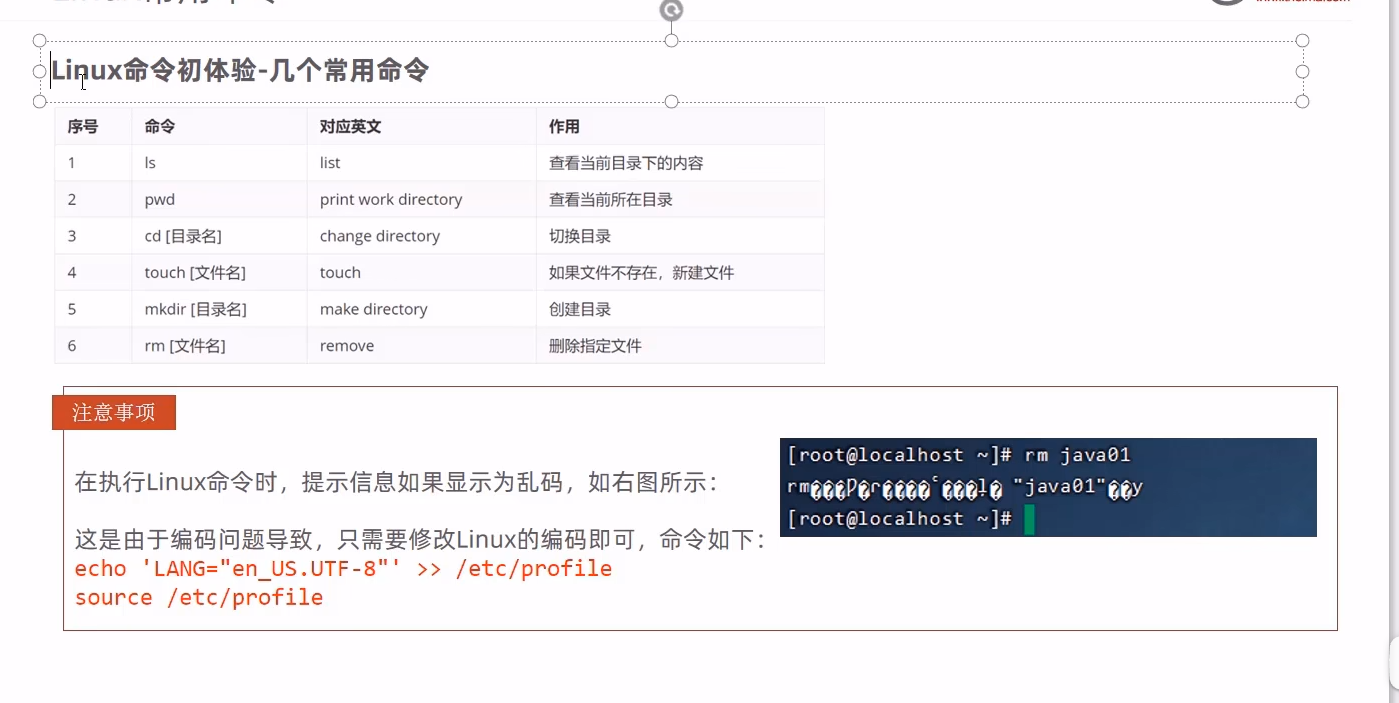 Linux命令初体验-几个常用命令
序号 命令 对应英文 作用
1 ls list 查看当前目录下的内容
2 pwd print work directory 查看当前所在目录
3 cd [目录名] change directory 切换目录
4 touch [文件名] touch 如果文件不存在，新建文件
5 mkdir [目录名] make directory 创建目录
6 rm [文件名] remove 删除指定文件
注意事项
在执行Linux命令时，提示信息如果显示为乱码，如右图所示：
[root@localhost ~]# rm java01
rm "java01" y
[root@localhost ~]#
这是由于编码问题导致，只需要修改Linux的编码即可，命令如下：
echo 'LANG="en_US.UTF-8"' >> /etc/profile
source /etc/profile